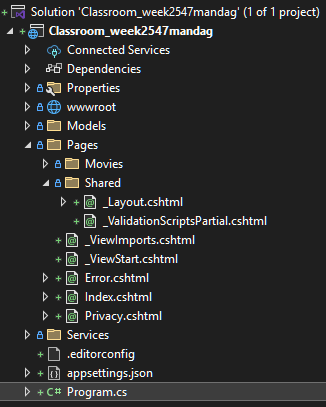 Solution 'Classroom_week2547mandag' (1 of 1 project)
Classroom_week2547mandag
Connected Services
Dependencies
Properties
wwwroot
Models
Pages
Movies
Shared
_Layout.cshtml
_ValidationScriptsPartial.cshtml
_ViewImports.cshtml
_ViewStart.cshtml
Error.cshtml
Index.cshtml
Privacy.cshtml
Services
.editorconfig
appsettings.json
C# Program.cs